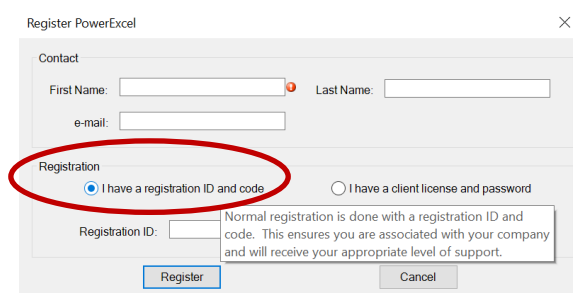 Register PowerExcel
Contact
First Name: Last Name:
e-mail:
Registration
I have a registration ID and code I have a client license and password
Registration ID:
Normal registration is done with a registration ID and
code. This ensures you are associated with your company
and will receive your appropriate level of support.
Register Cancel